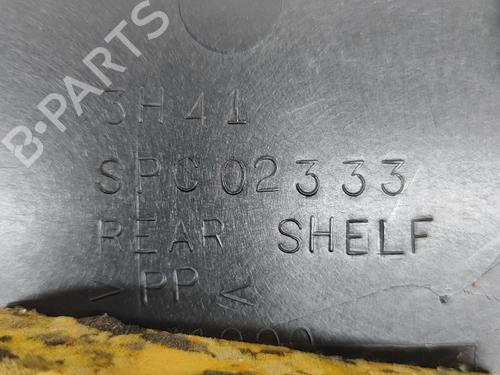 B-PARTS
3H41
SPC02333
REAR SHELF
>PP<